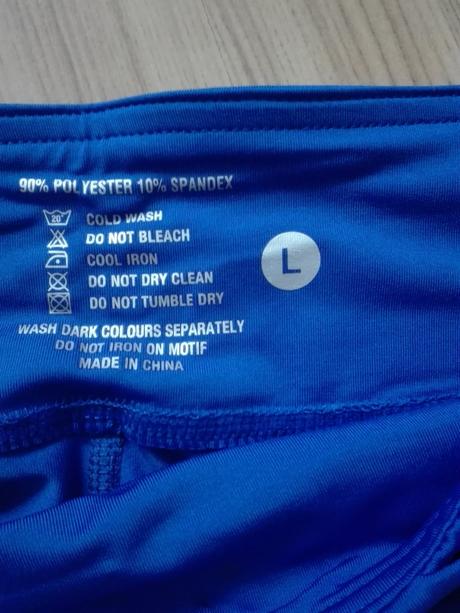 90% POLYESTER 10% SPANDEX
20° COLD WASH
DO NOT BLEACH
COOL IRON
DO NOT DRY CLEAN
DO NOT TUMBLE DRY
L
WASH DARK COLOURS SEPARATELY
DO NOT IRON ON MOTIF
MADE IN CHINA